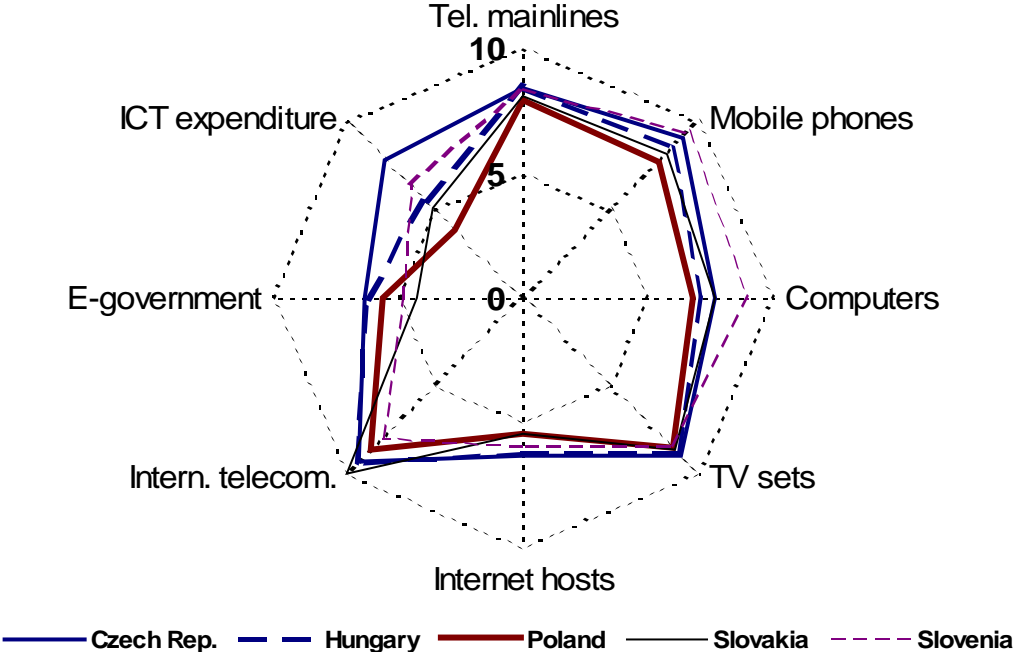 Tel. mainlines
10
ICT expenditure
Mobile phones
5
E-government
0
Computers
Intern. telecom.
TV sets
Internet hosts
Czech Rep. Hungary Poland Slovakia Slovenia